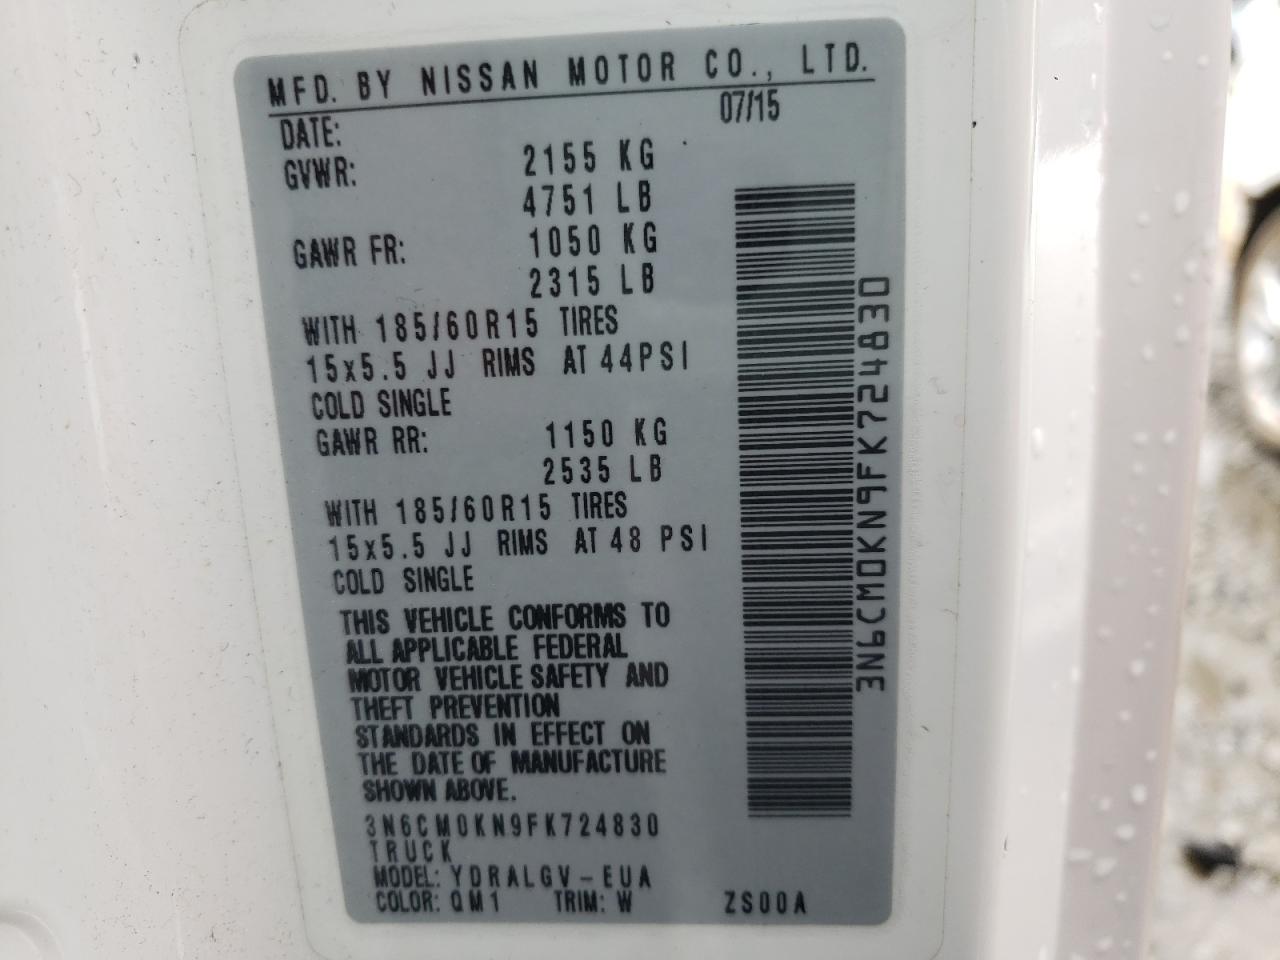 MFD. BY NISSAN MOTOR CO., LTD.
DATE: 07/15
GVWR: 2155 KG
4751 LB
GAWR FR: 1050 KG
2315 LB
WITH 185/60R15 TIRES
15x5.5 JJ RIMS AT 44PSI
COLD SINGLE
GAWR RR: 1150 KG
2535 LB
WITH 185/60R15 TIRES
15x5.5 JJ RIMS AT 48 PSI
COLD SINGLE
THIS VEHICLE CONFORMS TO
ALL APPLICABLE FEDERAL
MOTOR VEHICLE SAFETY AND
THEFT PREVENTION
STANDARDS IN EFFECT ON
THE DATE OF MANUFACTURE
SHOWN ABOVE.
3N6CM0KN9FK724830
TRUCK
MODEL: YDRALGV-EUA
COLOR: QM1 TRIM: W ZS00A
3N6CM0KN9FK724830